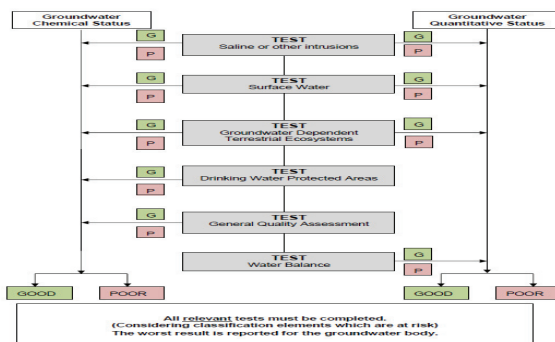 Groundwater
Chemical Status
Groundwater
Quantitative Status
G
P
TEST
Saline or other intrusions
G
P
G
P
TEST
Surface Water
G
P
G
P
TEST
Groundwater Dependent
Terrestrial Ecosystems
G
P
G
P
TEST
Drinking Water Protected Areas
G
P
TEST
General Quality Assessment
TEST
Water Balance
G
P
GOOD
POOR
GOOD
POOR
All relevant tests must be completed.
(Considering classification elements which are at risk)
The worst result is reported for the groundwater body.